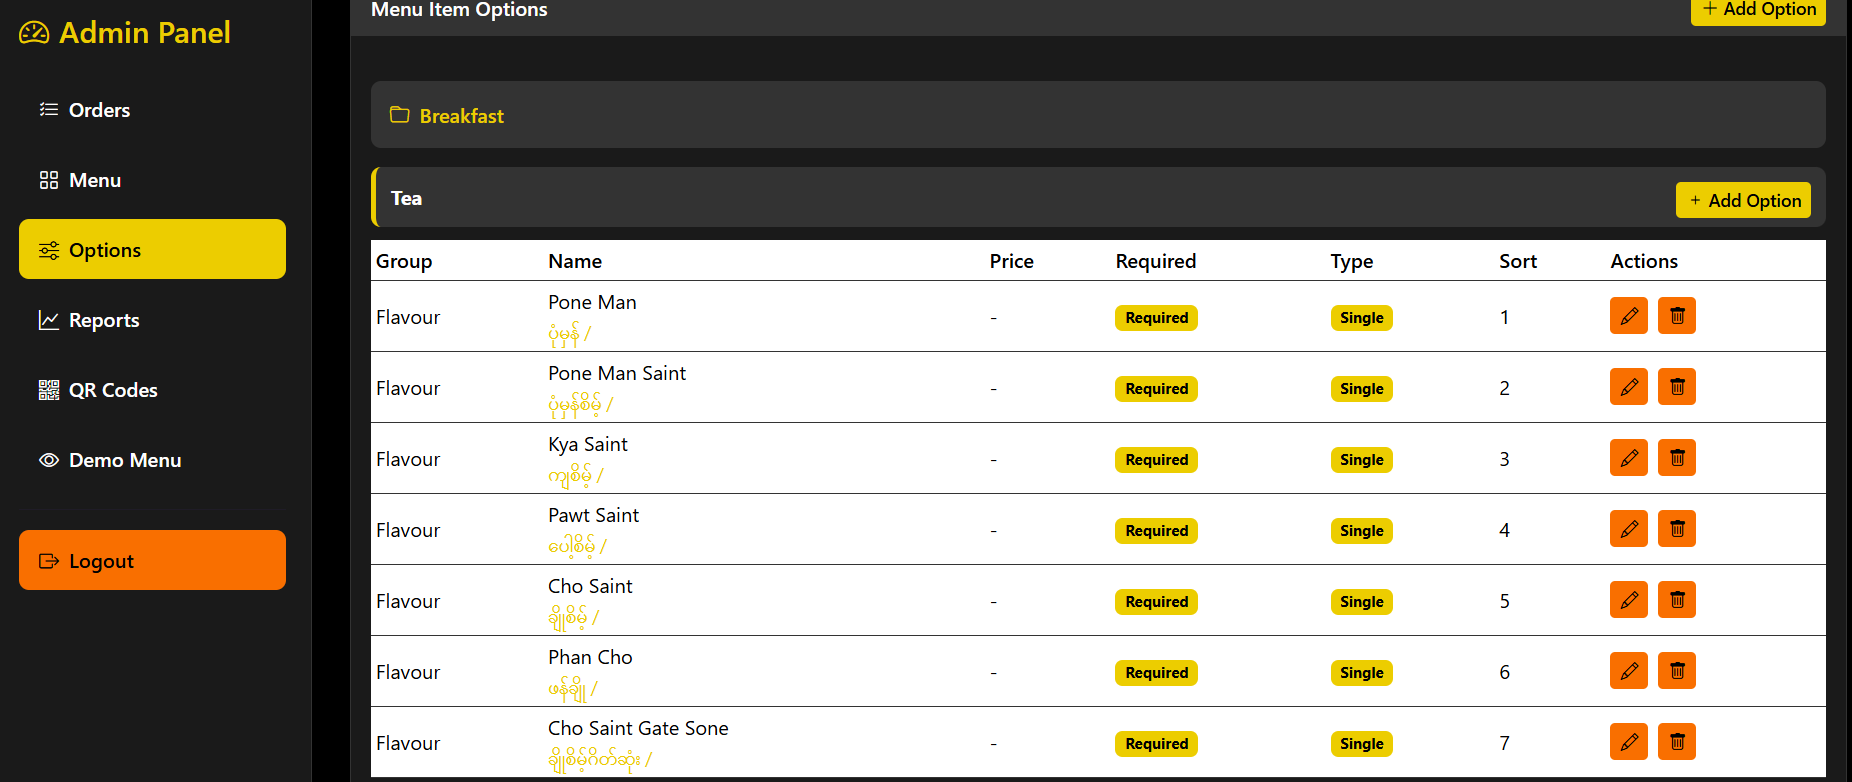 Admin Panel
Orders
Menu
Options
Reports
QR Codes
Demo Menu
Logout
Menu Item Options
+ Add Option
Breakfast
Tea
+ Add Option
Group Name Price Required Type Sort Actions
Flavour Pone Man - Required Single 1
ပုံမှန် /
Flavour Pone Man Saint - Required Single 2
ပုံမှန်စိမ့် /
Flavour Kya Saint - Required Single 3
ကျစိမ့် /
Flavour Pawt Saint - Required Single 4
ပေါ့စိမ့် /
Flavour Cho Saint - Required Single 5
ချိုစိမ့် /
Flavour Phan Cho - Required Single 6
ဖန်ချို /
Flavour Cho Saint Gate Sone - Required Single 7
ချိုစိမ့်ဂိတ်ဆုံး /